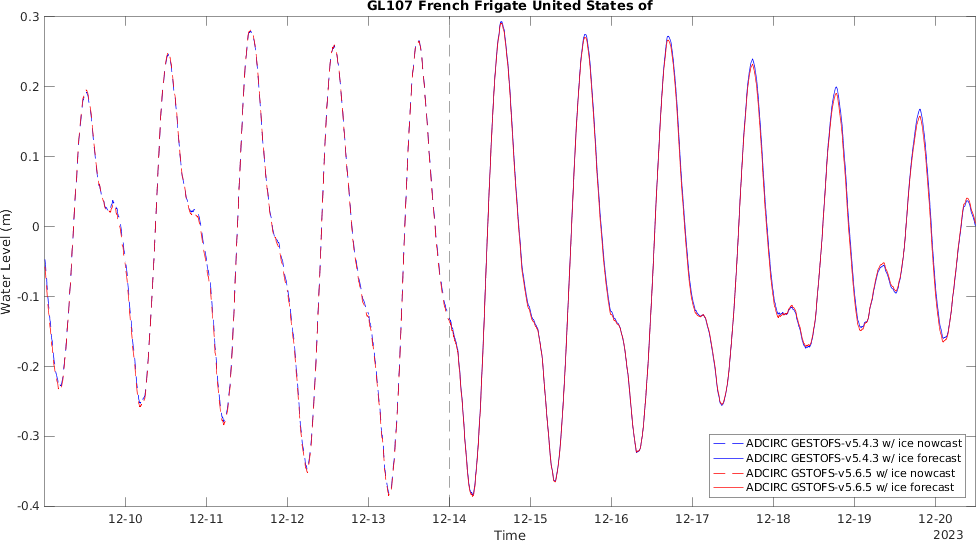 GL107 French Frigate United States of
0.3
0.2
0.1
0
-0.1
-0.2
-0.3
-0.4
Water Level (m)
12-10
12-11
12-12
12-13
12-14
12-15
12-16
12-17
12-18
12-19
12-20
Time
2023
ADCIRC GESTOFS-v5.4.3 w/ ice nowcast
ADCIRC GESTOFS-v5.4.3 w/ ice forecast
ADCIRC GSTOFS-v5.6.5 w/ ice nowcast
ADCIRC GSTOFS-v5.6.5 w/ ice forecast